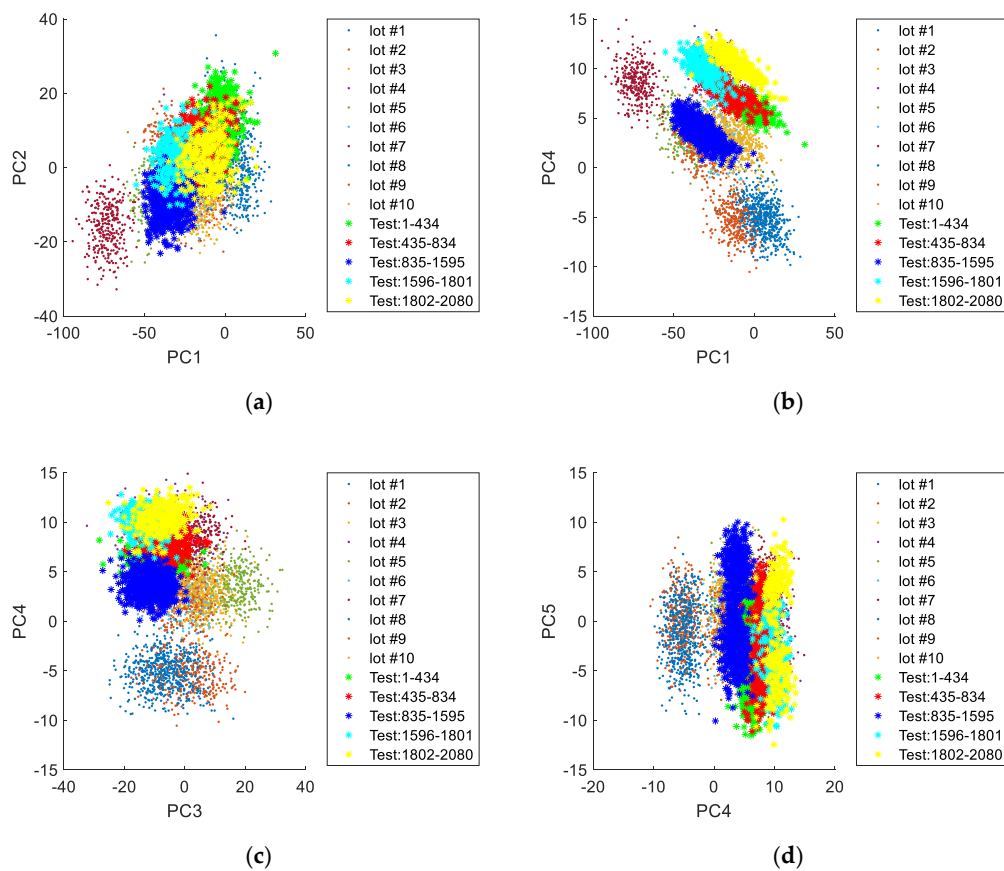 40
20
0
-20
-40
-100
-50
0
50
PC2
PC1
lot #1
lot #2
lot #3
lot #4
lot #5
lot #6
lot #7
lot #8
lot #9
lot #10
Test:1-434
Test:435-834
Test:835-1595
Test:1596-1801
Test:1802-2080
(a)
15
10
5
0
-5
-10
-15
-100
-50
0
50
PC4
PC1
lot #1
lot #2
lot #3
lot #4
lot #5
lot #6
lot #7
lot #8
lot #9
lot #10
Test:1-434
Test:435-834
Test:835-1595
Test:1596-1801
Test:1802-2080
(b)
15
10
5
0
-5
-10
-15
-40
-20
0
20
40
PC4
PC3
lot #1
lot #2
lot #3
lot #4
lot #5
lot #6
lot #7
lot #8
lot #9
lot #10
Test:1-434
Test:435-834
Test:835-1595
Test:1596-1801
Test:1802-2080
(c)
15
10
5
0
-5
-10
-15
-20
-10
0
10
20
PC5
PC4
lot #1
lot #2
lot #3
lot #4
lot #5
lot #6
lot #7
lot #8
lot #9
lot #10
Test:1-434
Test:435-834
Test:835-1595
Test:1596-1801
Test:1802-2080
(d)